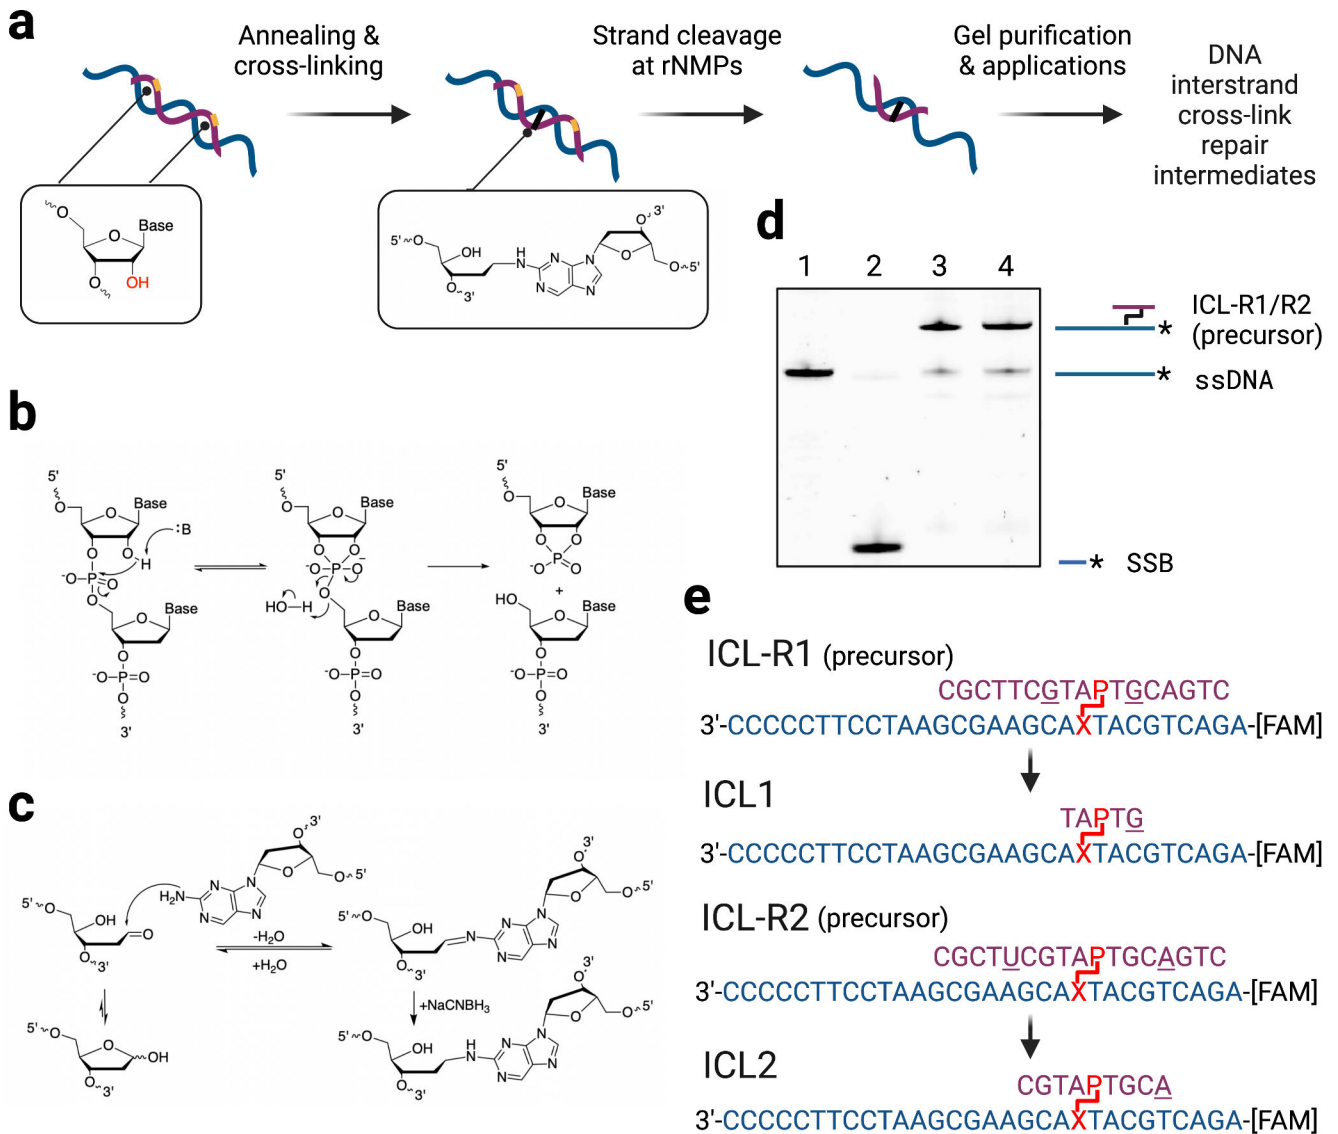 a
Annealing &
cross-linking
Strand cleavage
at rNMPs
Gel purification
& applications
DNA
interstrand
cross-link
repair
intermediates
O
Base
O
O
OH
5'
O
OH
O
3'
H
N
N
N
N
N
O
3'
O
O
5'
b
5'
O
Base
O
:B
O
O
H
-O-P=O
O
O
Base
O
-O-P=O
O
3'
5'
O
Base
O
O
O
-O-P-O-
HO-H
O
O
Base
O
-O-P=O
O
3'
5'
O
Base
O
O
O
P
-O
O
+
HO
O
Base
O
-O-P=O
O
3'
c
5'
O
OH
O
O
3'
H2N
N
N
N
N
O
3'
O
O
5'
-H2O
+H2O
5'
O
O
OH
O
3'
5'
O
OH
O
3'
N
N
N
N
N
O
3'
O
O
5'
+NaCNBH3
5'
O
OH
O
3'
H
N
N
N
N
N
O
3'
O
O
5'
d
1 2 3 4
ICL-R1/R2
(precursor)
*
* ssDNA
* SSB
e
ICL-R1 (precursor)
CGCTTCGTAPTGCAGTC
3'-CCCCCTTCCTAAGCGAAGCAXTACGTCAGA-[FAM]
ICL1
TAPTG
3'-CCCCCTTCCTAAGCGAAGCAXTACGTCAGA-[FAM]
ICL-R2 (precursor)
CGCTUCGTAPTGCAGTC
3'-CCCCCTTCCTAAGCGAAGCAXTACGTCAGA-[FAM]
ICL2
CGTAPTGCA
3'-CCCCCTTCCTAAGCGAAGCAXTACGTCAGA-[FAM]